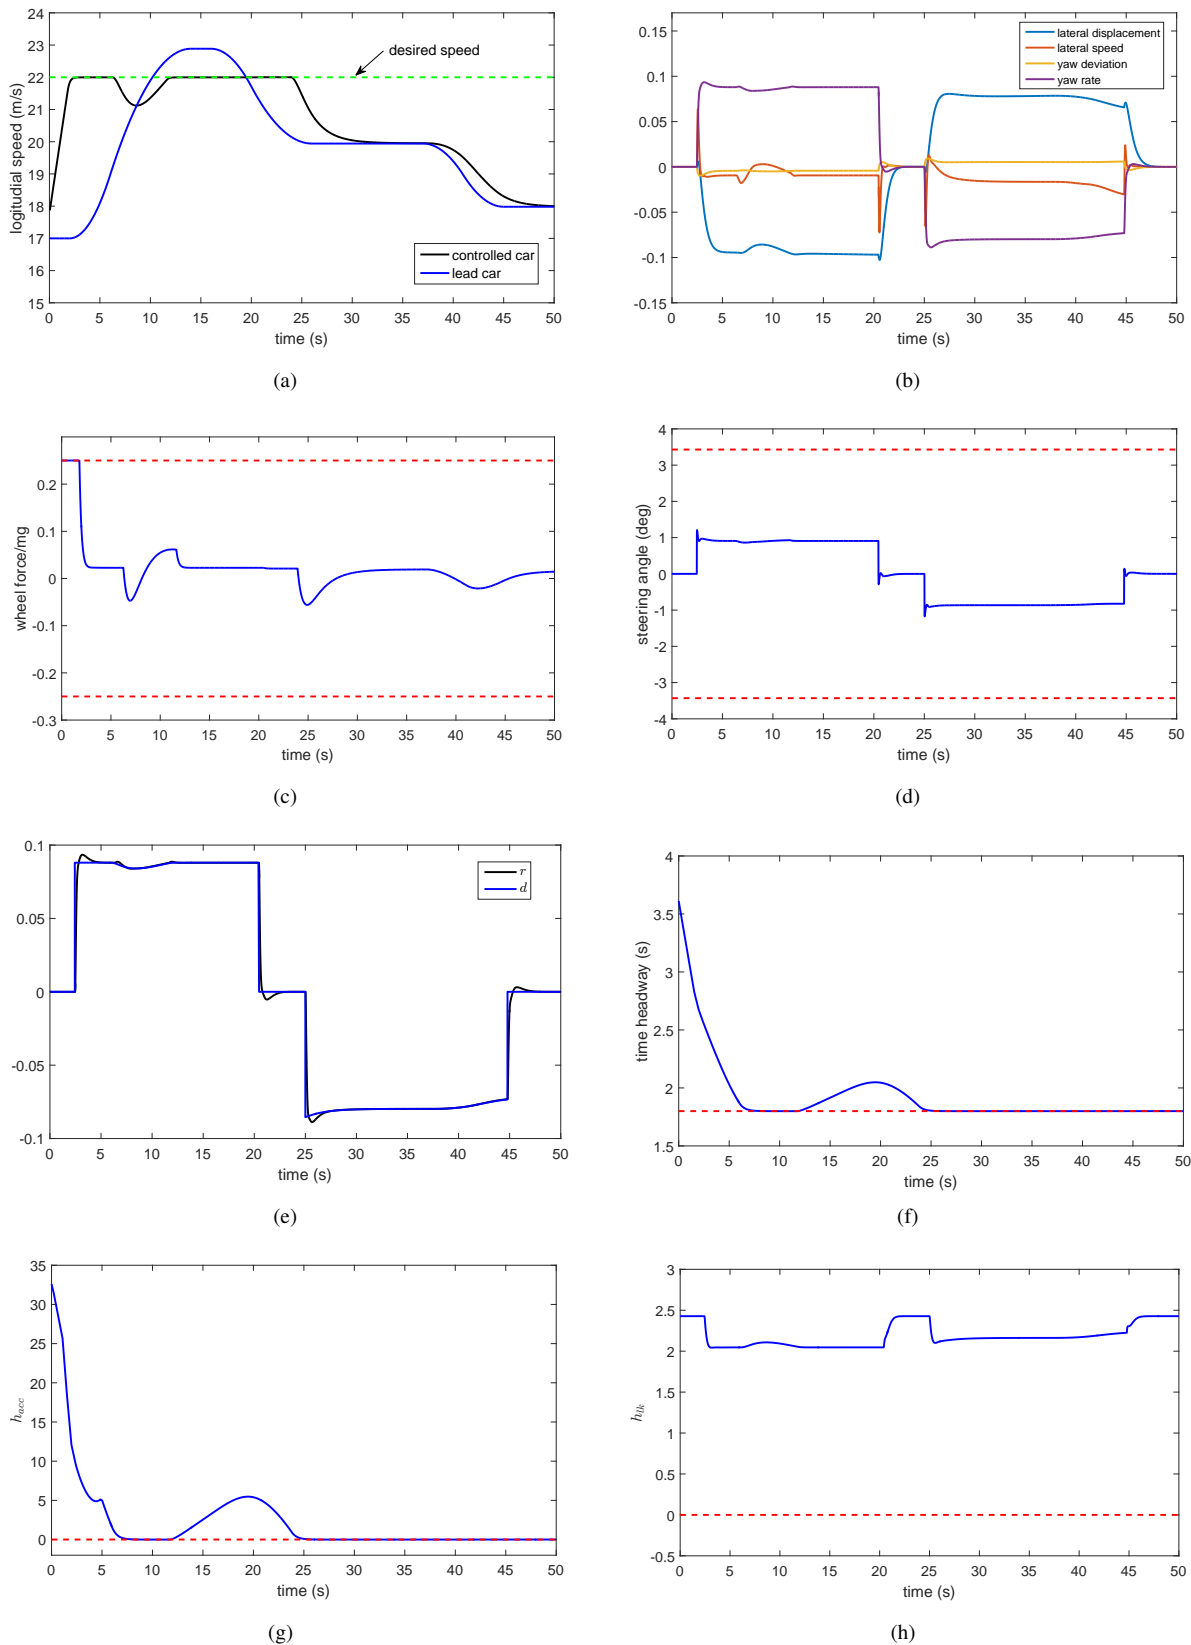 24
23
22
21
20
19
18
17
16
15
logitudial speed (m/s)
desired speed
controlled car
lead car
0 5 10 15 20 25 30 35 40 45 50
time (s)
(a)
0.15
0.1
0.05
0
-0.05
-0.1
-0.15
lateral displacement
lateral speed
yaw deviation
yaw rate
0 5 10 15 20 25 30 35 40 45 50
time (s)
(b)
0.2
0.1
0
-0.1
-0.2
-0.3
wheel force/mg
0 5 10 15 20 25 30 35 40 45 50
time (s)
(c)
4
3
2
1
0
-1
-2
-3
-4
steering angle (deg)
0 5 10 15 20 25 30 35 40 45 50
time (s)
(d)
0.1
0.05
0
-0.05
-0.1
r
d
0 5 10 15 20 25 30 35 40 45 50
time (s)
(e)
4
3.5
3
2.5
2
1.5
time headway (s)
0 5 10 15 20 25 30 35 40 45 50
time (s)
(f)
35
30
25
20
15
10
5
0
h_acc
0 5 10 15 20 25 30 35 40 45 50
time (s)
(g)
3
2.5
2
1.5
1
0.5
0
-0.5
h_lk
0 5 10 15 20 25 30 35 40 45 50
time (s)
(h)